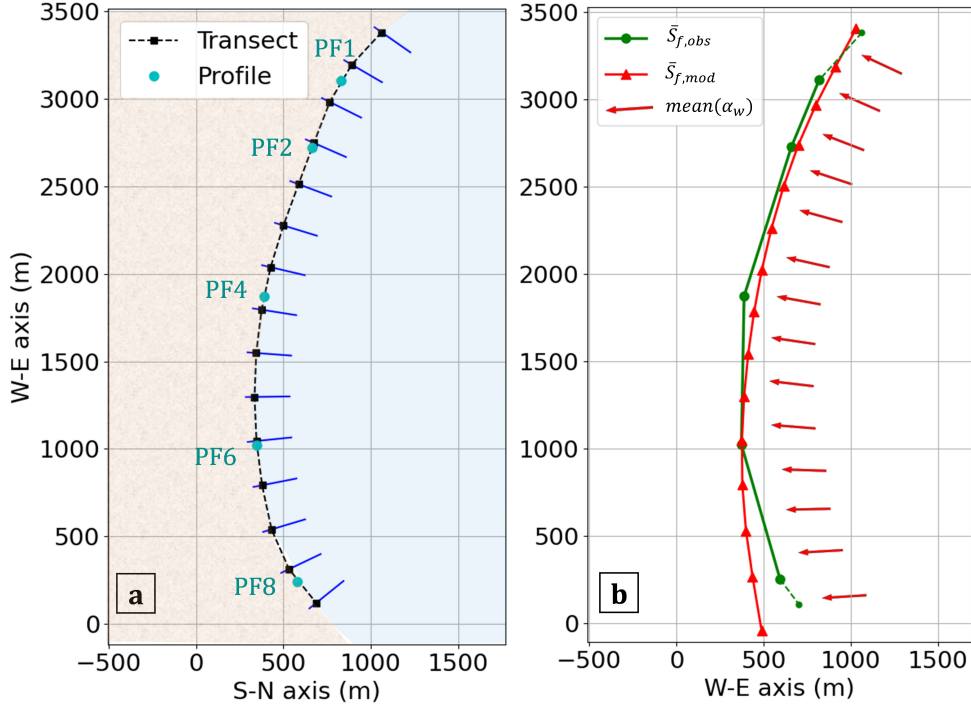 3500
3000
2500
2000
1500
1000
500
0
W-E axis (m)
−500
0
500
1000
1500
S-N axis (m)
Transect
Profile
PF1
PF2
PF4
PF6
PF8
a
3500
3000
2500
2000
1500
1000
500
0
−500
0
500
1000
1500
W-E axis (m)
S̄f,obs
S̄f,mod
mean(αw)
b